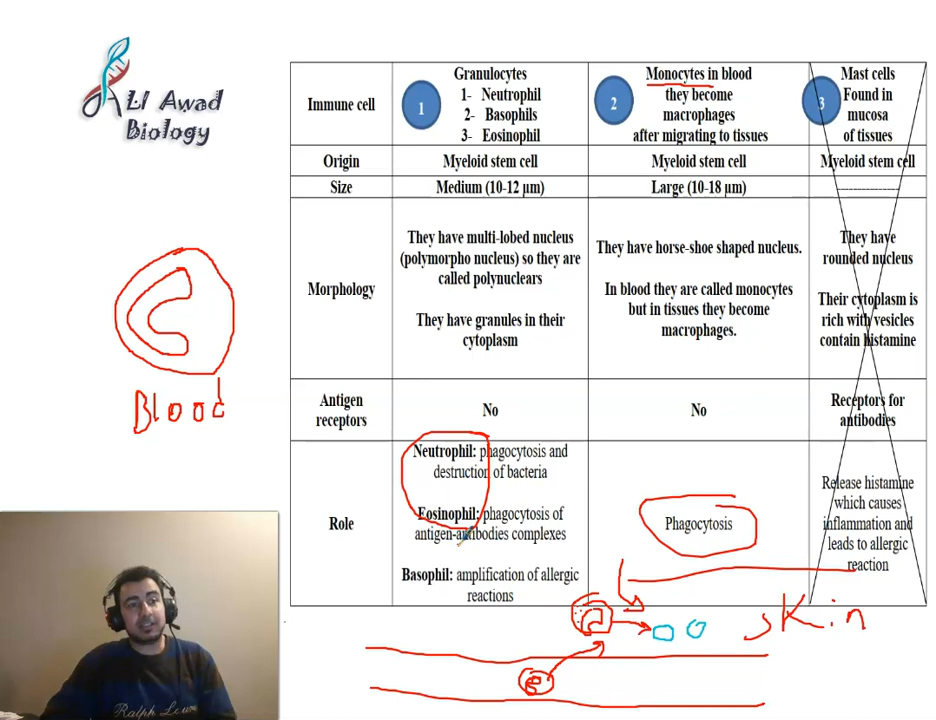 ALI Awad
Biology
Immune cell
1
Granulocytes
1- Neutrophil
2- Basophils
3- Eosinophil
2
Monocytes in blood
they become
macrophages
after migrating to tissues
3
Mast cells
Found in
mucosa
of tissues
Origin
Myeloid stem cell
Myeloid stem cell
Myeloid stem cell
Size
Medium (10-12 μm)
Large (10-18 μm)
---------------
Morphology
They have multi-lobed nucleus
(polymorpho nucleus) so they are
called polynuclears
They have granules in their
cytoplasm
They have horse-shoe shaped nucleus.
In blood they are called monocytes
but in tissues they become
macrophages.
They have
rounded nucleus
Their cytoplasm is
rich with vesicles
contain histamine
Antigen
receptors
No
No
Receptors for
antibodies
Role
Neutrophil: phagocytosis and
destruction of bacteria
Eosinophil: phagocytosis of
antigen-antibodies complexes
Basophil: amplification of allergic
reactions
Phagocytosis
Release histamine
which causes
inflammation and
leads to allergic
reaction
Blood
skin